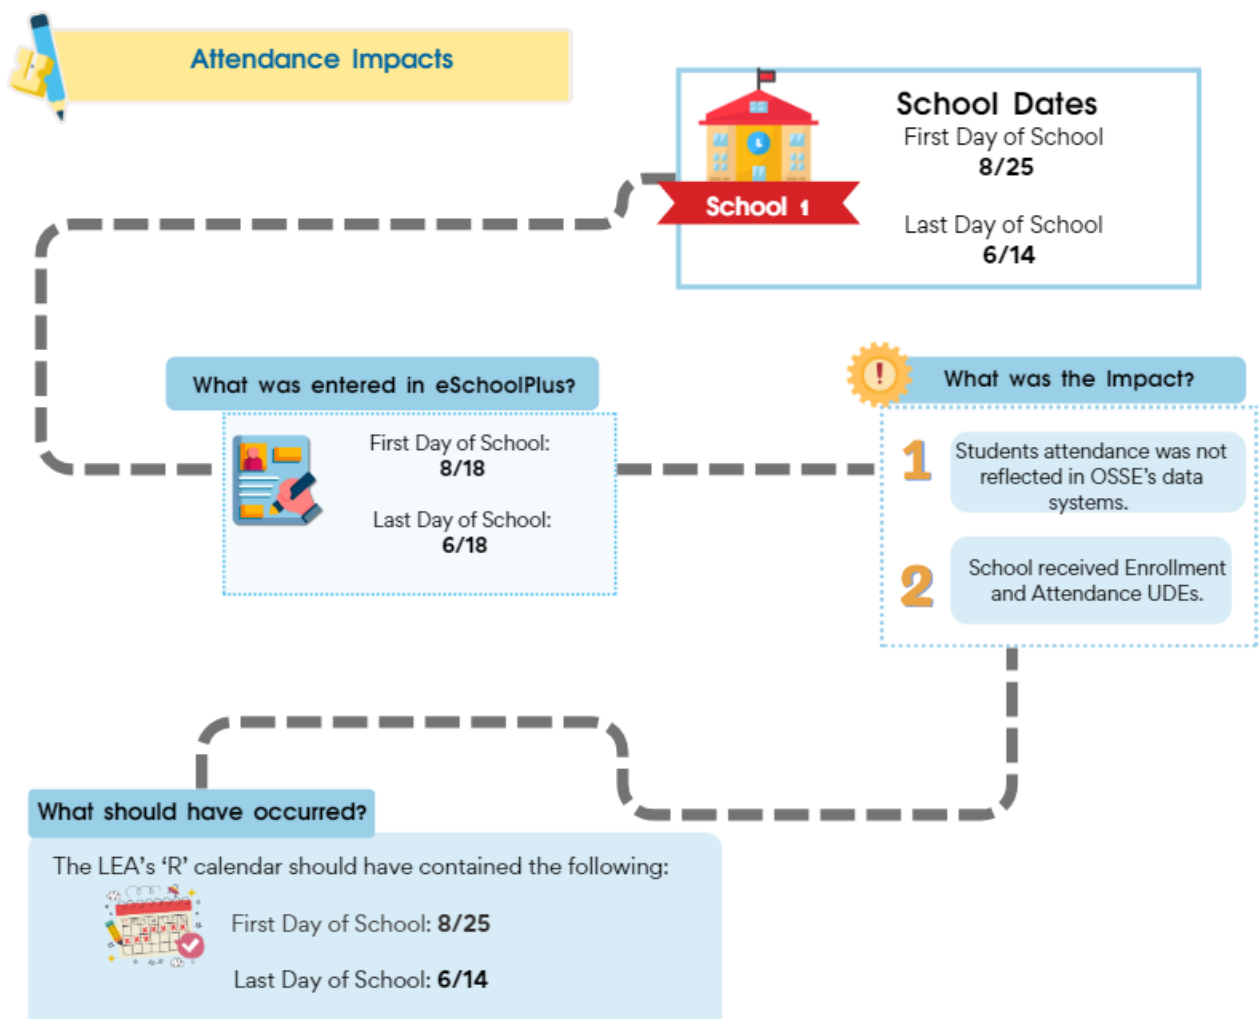 Attendance Impacts
School Dates
First Day of School
8/25
School 1
Last Day of School
6/14
What was entered in eSchoolPlus?
First Day of School:
8/18
Last Day of School:
6/18
What was the Impact?
1
Students attendance was not
reflected in OSSE's data
systems.
2
School received Enrollment
and Attendance UDEs.
What should have occurred?
The LEA's 'R' calendar should have contained the following:
First Day of School: 8/25
Last Day of School: 6/14